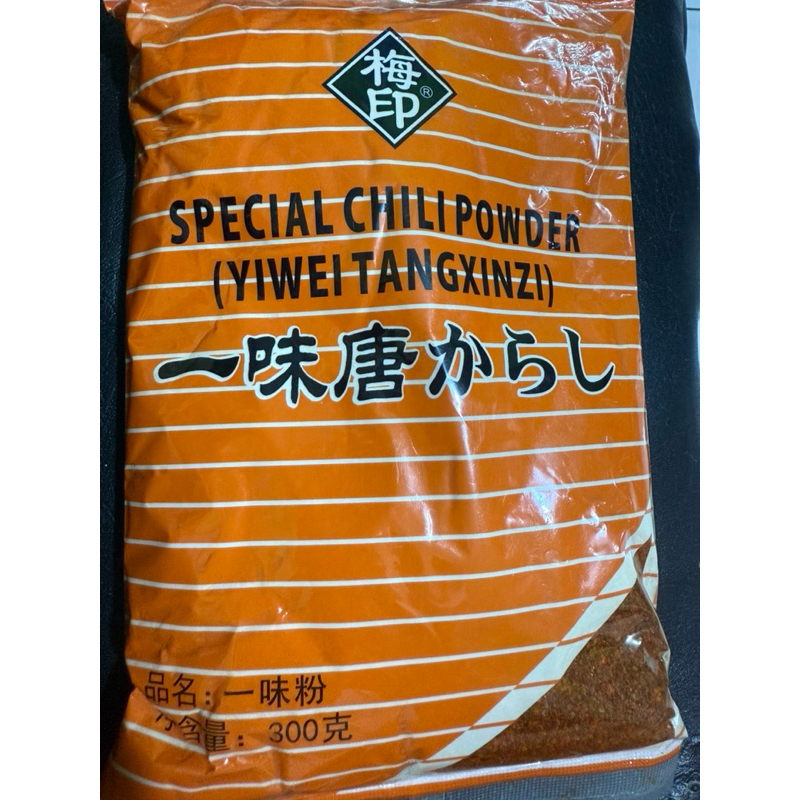 梅
印®
SPECIAL CHILI POWDER
(YIWEI TANGXINZI)
一味唐からし
品名：一味粉
含量：300克